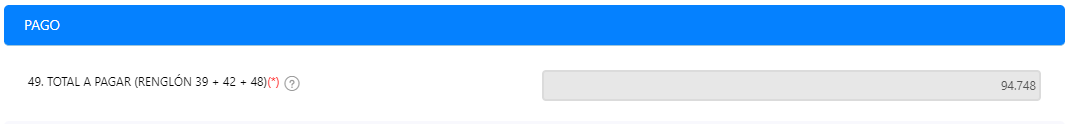 PAGO
49. TOTAL A PAGAR (RENGLÓN 39 + 42 + 48)(*) ?
94.748